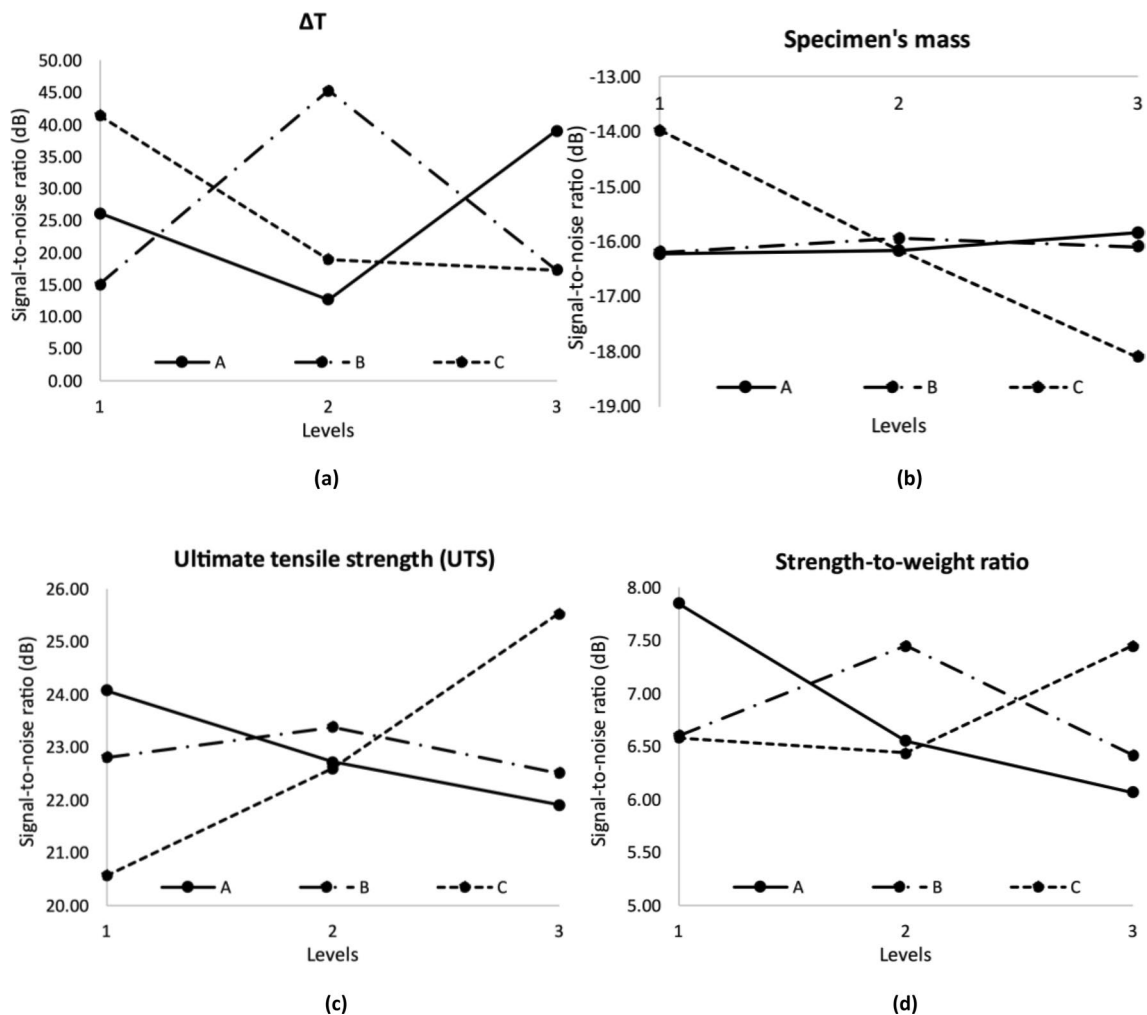 ΔT
Signal-to-noise ratio (dB)
50.00
45.00
40.00
35.00
30.00
25.00
20.00
15.00
10.00
5.00
0.00
A B C
1 2 3
Levels
(a)
Specimen's mass
Signal-to-noise ratio (dB)
-13.00
1 2 3
-14.00
-15.00
-16.00
-17.00
-18.00
-19.00
A B C
Levels
(b)
Ultimate tensile strength (UTS)
Signal-to-noise ratio (dB)
26.00
25.00
24.00
23.00
22.00
21.00
20.00
A B C
1 2 3
Levels
(c)
Strength-to-weight ratio
Signal-to-noise ratio (dB)
8.00
7.50
7.00
6.50
6.00
5.50
5.00
A B C
1 2 3
Levels
(d)